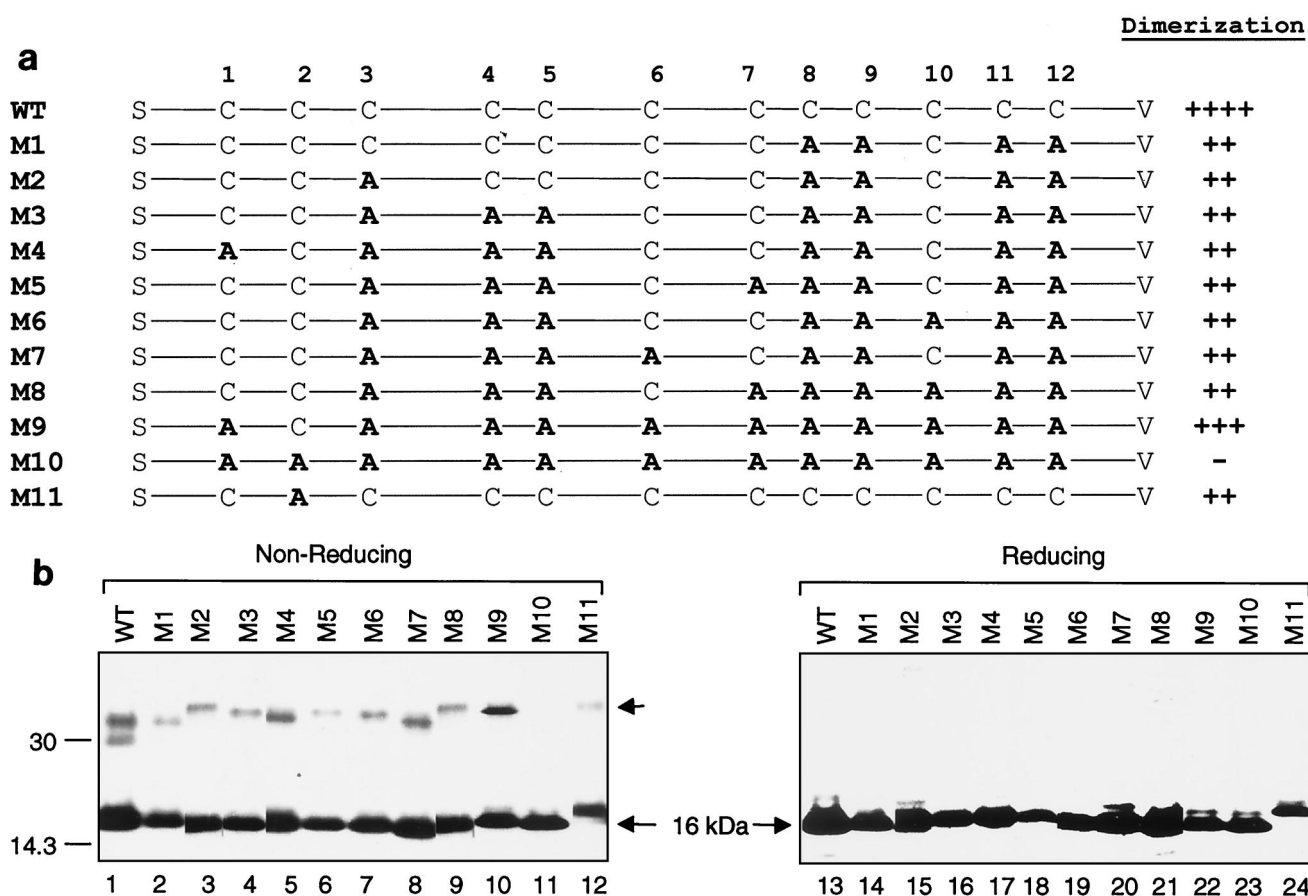 Dimerization
a
1 2 3 4 5 6 7 8 9 10 11 12
WT S C C C C C C C C C C C C V ++++
M1 S C C C C C C C A A C A A V ++
M2 S C C A C C C C A A C A A V ++
M3 S C C A A A C C A A C A A V ++
M4 S A C A A A C C A A C A A V ++
M5 S C C A A A C A A A C A A V ++
M6 S C C A A A C C A A A A A V ++
M7 S C C A A A A C A A C A A V ++
M8 S C C A A A C A A A A A A V ++
M9 S A C A A A A A A A A A A V +++
M10 S A A A A A A A A A A A A V -
M11 S C A C C C C C C C C C C V ++
b
Non-Reducing Reducing
WT M1 M2 M3 M4 M5 M6 M7 M8 M9 M10 M11 WT M1 M2 M3 M4 M5 M6 M7 M8 M9 M10 M11
30
16 kDa
14.3
1 2 3 4 5 6 7 8 9 10 11 12 13 14 15 16 17 18 19 20 21 22 23 24